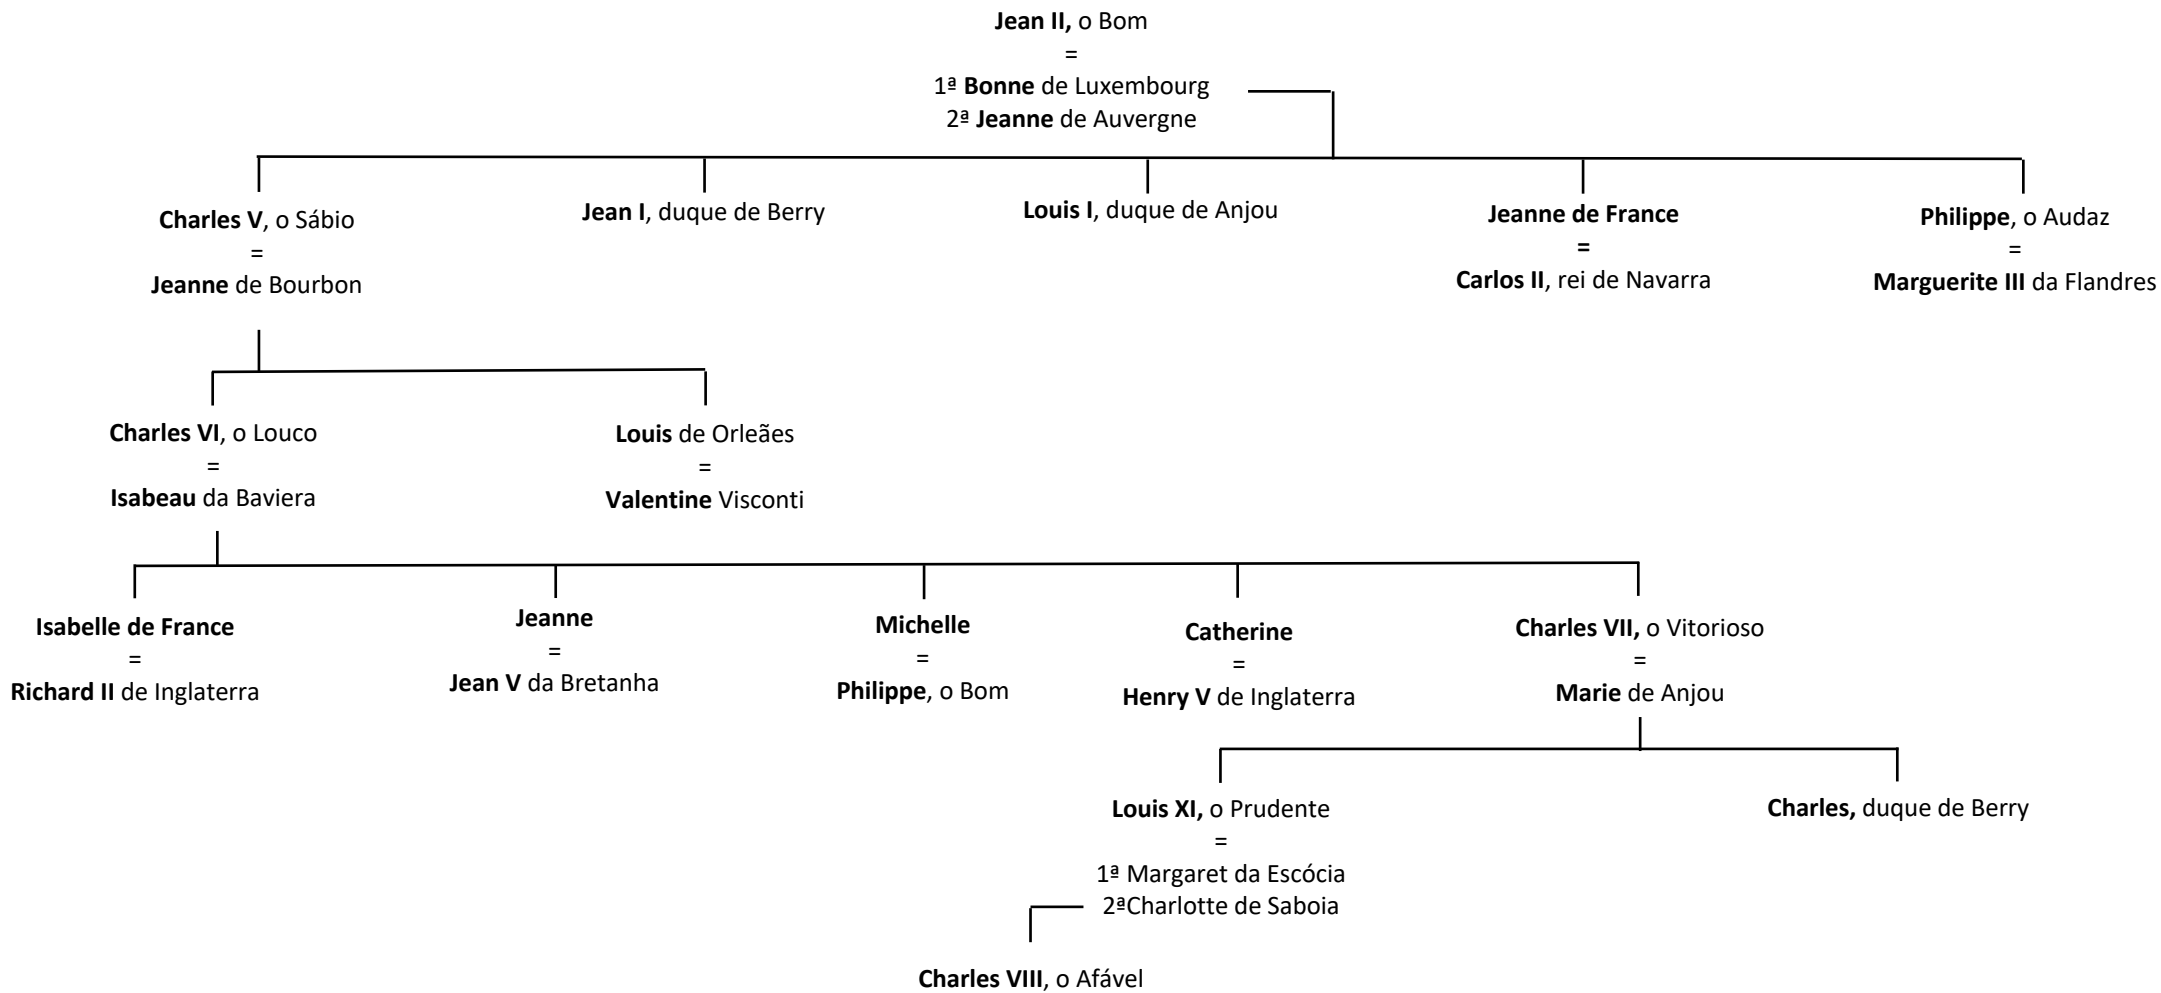 Jean II, o Bom
=
1ª Bonne de Luxembourg
2ª Jeanne de Auvergne
Charles V, o Sábio
=
Jeanne de Bourbon
Jean I, duque de Berry
Louis I, duque de Anjou
Jeanne de France
=
Carlos II, rei de Navarra
Philippe, o Audaz
=
Marguerite III da Flandres
Charles VI, o Louco
=
Isabeau da Baviera
Louis de Orleães
=
Valentine Visconti
Isabelle de France
=
Richard II de Inglaterra
Jeanne
=
Jean V da Bretanha
Michelle
=
Philippe, o Bom
Catherine
=
Henry V de Inglaterra
Charles VII, o Vitorioso
=
Marie de Anjou
Louis XI, o Prudente
=
1ª Margaret da Escócia
2ªCharlotte de Saboia
Charles, duque de Berry
Charles VIII, o Afável